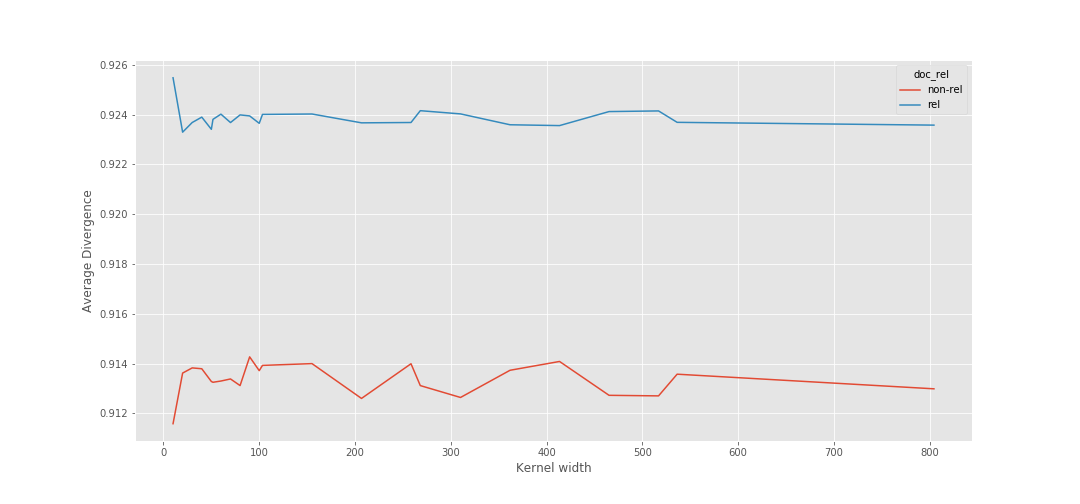 0.926
0.924
0.922
0.920
0.918
0.916
0.914
0.912
Average Divergence
doc_rel
non-rel
rel
0 100 200 300 400 500 600 700 800
Kernel width